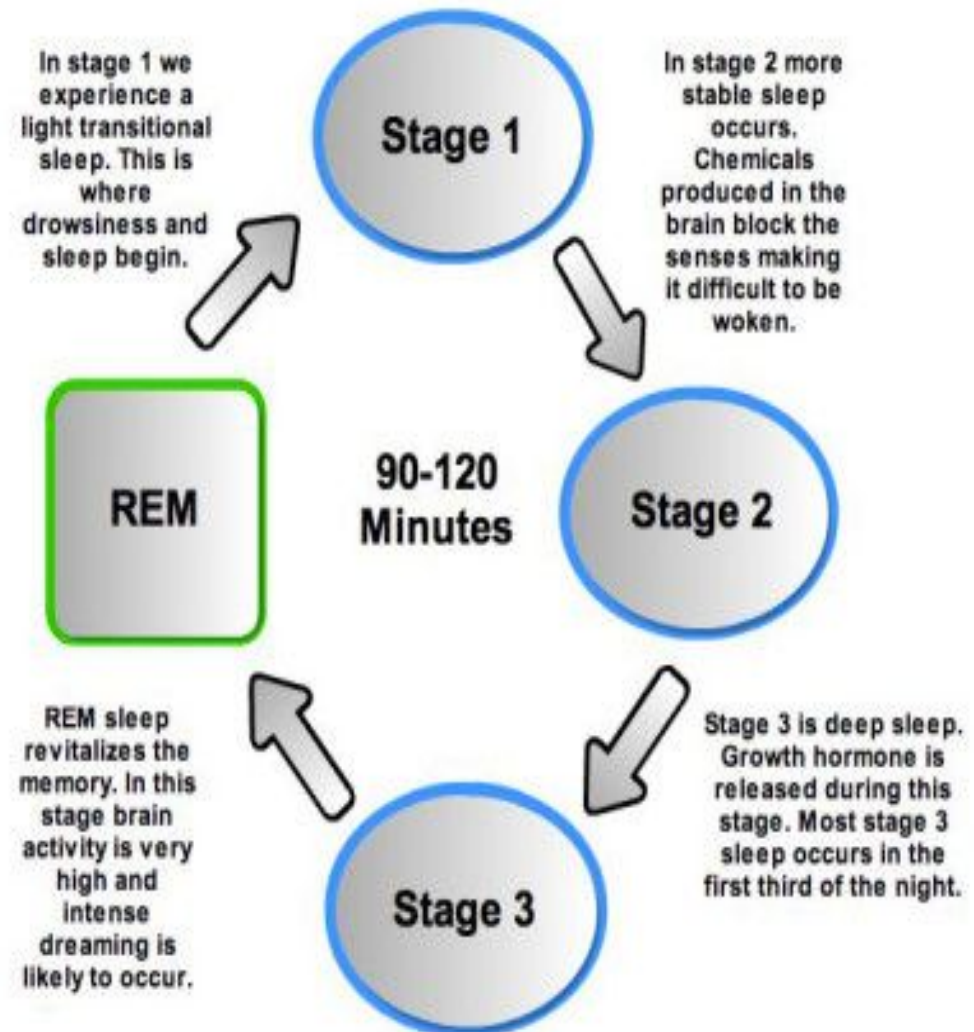 In stage 1 we
experience a
light transitional
sleep. This is
where
drowsiness and
sleep begin.
Stage 1
In stage 2 more
stable sleep
occurs.
Chemicals
produced in the
brain block the
senses making
it difficult to be
woken.
REM
90-120
Minutes
Stage 2
REM sleep
revitalizes the
memory. In this
stage brain
activity is very
high and
intense
dreaming is
likely to occur.
Stage 3
Stage 3 is deep sleep.
Growth hormone is
released during this
stage. Most stage 3
sleep occurs in the
first third of the night.